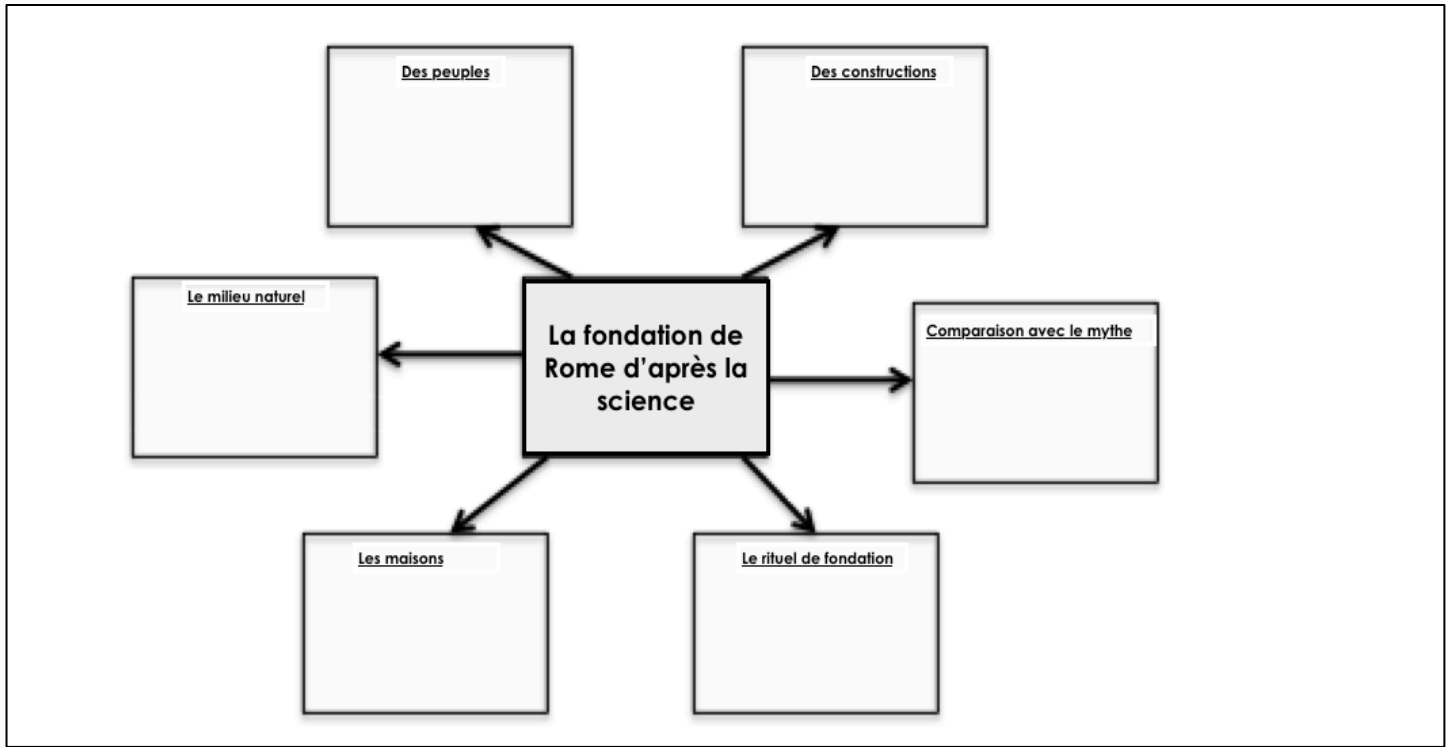 Des peuples
Des constructions
Le milieu naturel
La fondation de
Rome d'après la
science
Comparaison avec le mythe
Les maisons
Le rituel de fondation